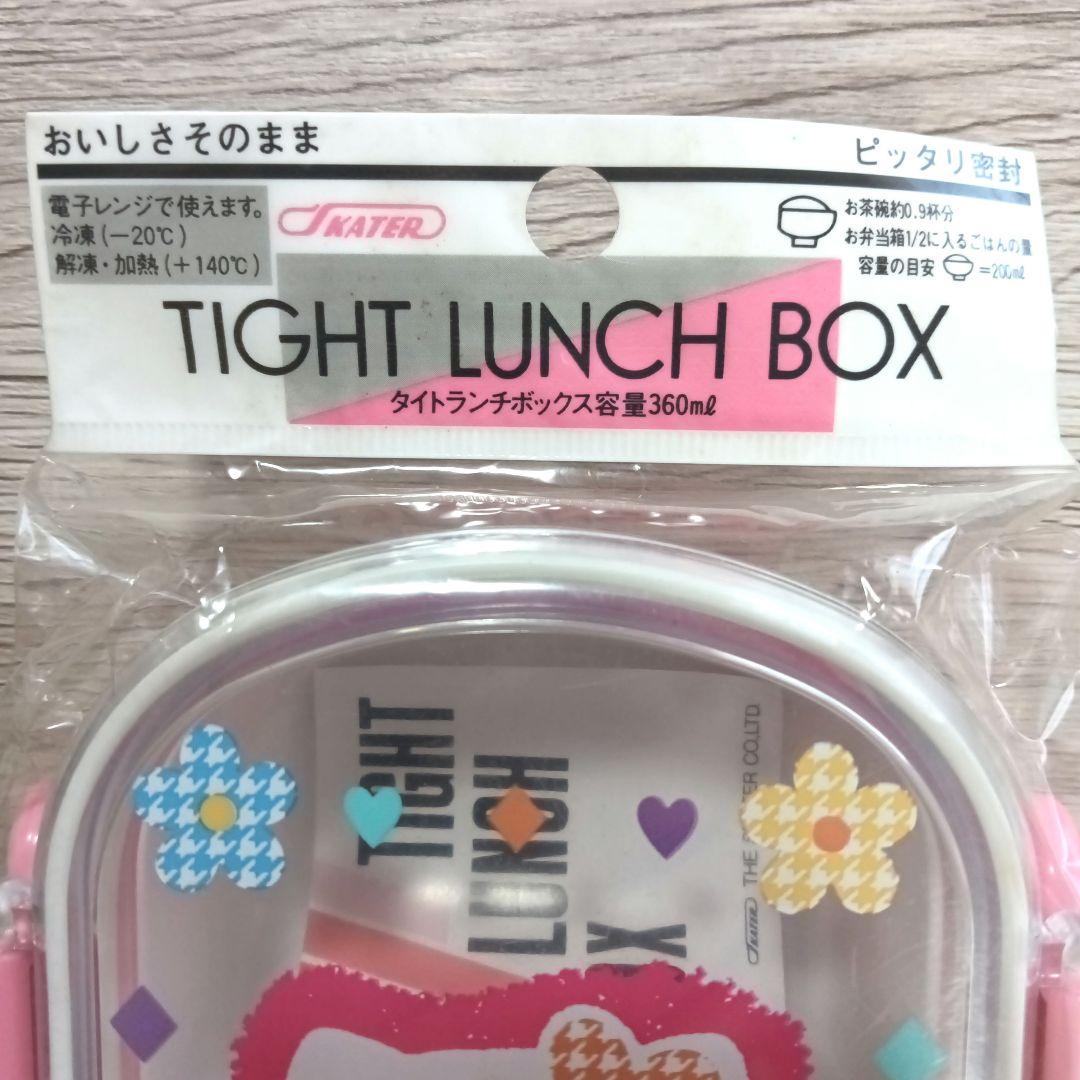 おいしさそのまま
ピッタリ密封
電子レンジで使えます。
冷凍(－20℃)
解凍・加熱(＋140℃)
SKATER
お茶碗約0.9杯分
お弁当箱1/2に入るごはんの量
容量の目安 =200㎖
TIGHT LUNCH BOX
タイトランチボックス容量360㎖
TIGHT
LUNCH
SKATER THE SKATER CO.,LTD.